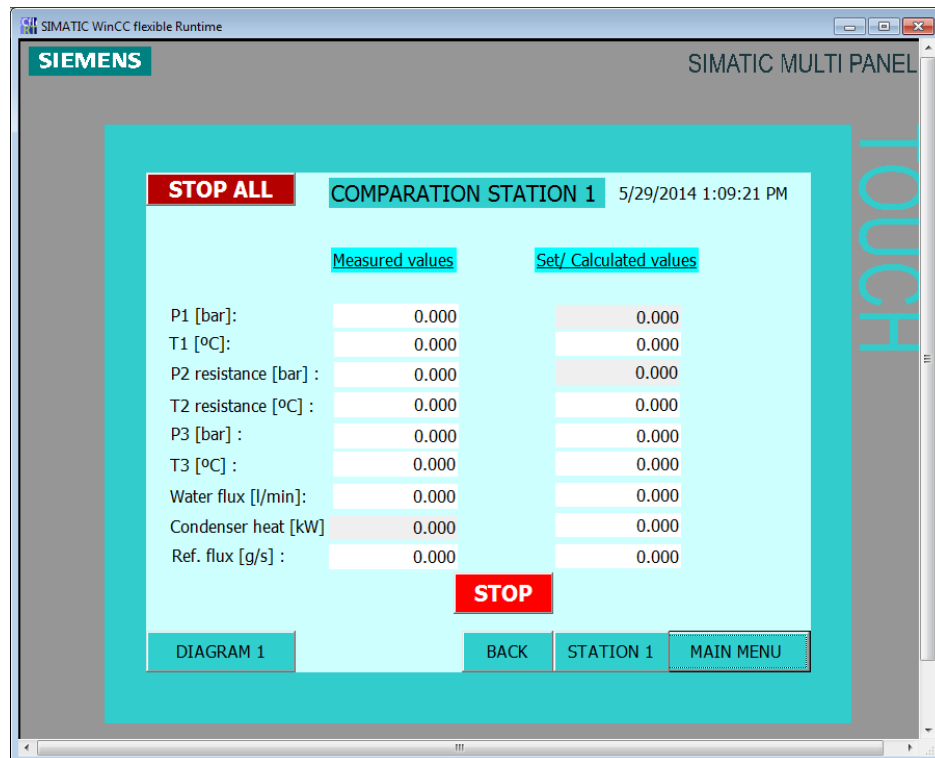 SIMATIC WinCC flexible Runtime
SIEMENS
SIMATIC MULTI PANEL
TOUCH
STOP ALL
COMPARATION STATION 1
5/29/2014 1:09:21 PM
Measured values
Set/ Calculated values
P1 [bar]: 0.000 0.000
T1 [ºC]: 0.000 0.000
P2 resistance [bar] : 0.000 0.000
T2 resistance [ºC] : 0.000 0.000
P3 [bar] : 0.000 0.000
T3 [ºC] : 0.000 0.000
Water flux [l/min]: 0.000 0.000
Condenser heat [kW] 0.000 0.000
Ref. flux [g/s] : 0.000 0.000
STOP
DIAGRAM 1
BACK
STATION 1
MAIN MENU